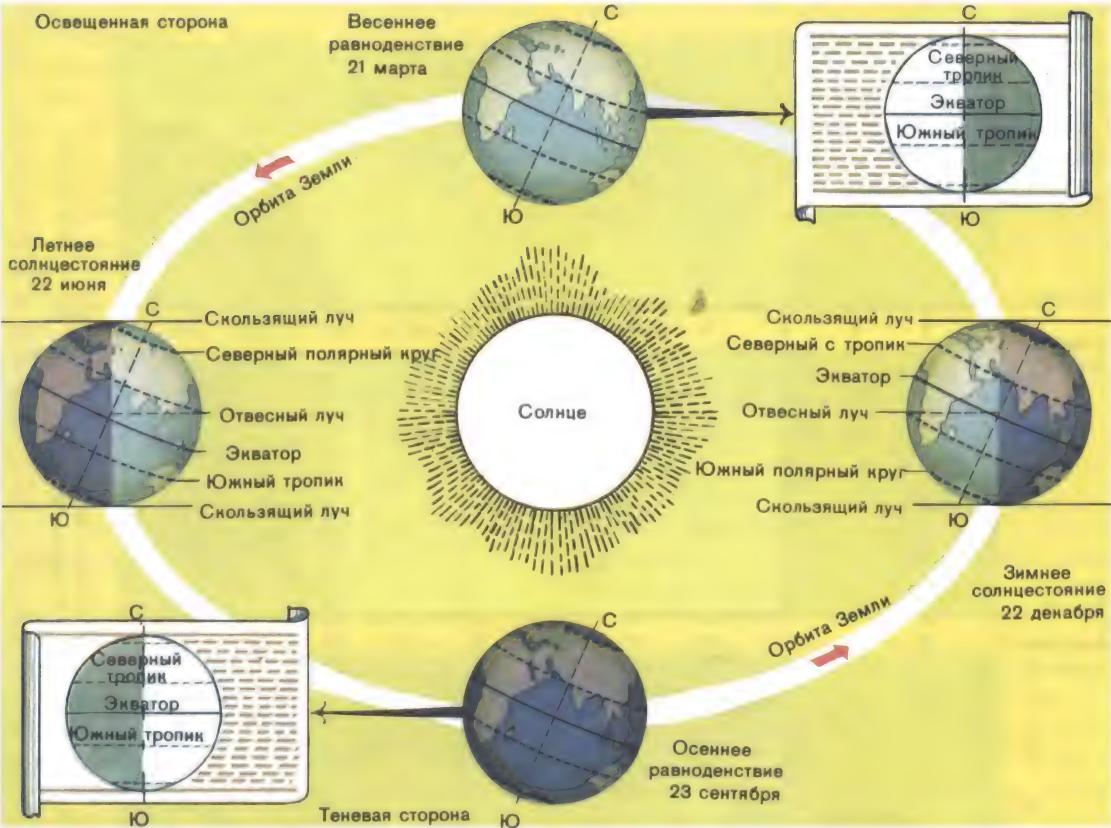 Освещенная сторона
Весеннее
равноденствие
21 марта
С
Ю
С
Северный
тропик
Экватор
Южный тропик
Ю
Орбита Земли
Летнее
солнцестояние
22 июня
С
Скользящий луч
Северный полярный круг
Отвесный луч
Экватор
Южный тропик
Скользящий луч
Ю
Солнце
С
Скользящий луч
Северный с тропик
Экватор
Отвесный луч
Южный полярный круг
Скользящий луч
Ю
Зимнее
солнцестояние
22 декабря
Орбита Земли
С
Северный
тропик
Экватор
Южный тропик
Ю
С
Ю
Осеннее
равноденствие
23 сентября
Теневая сторона